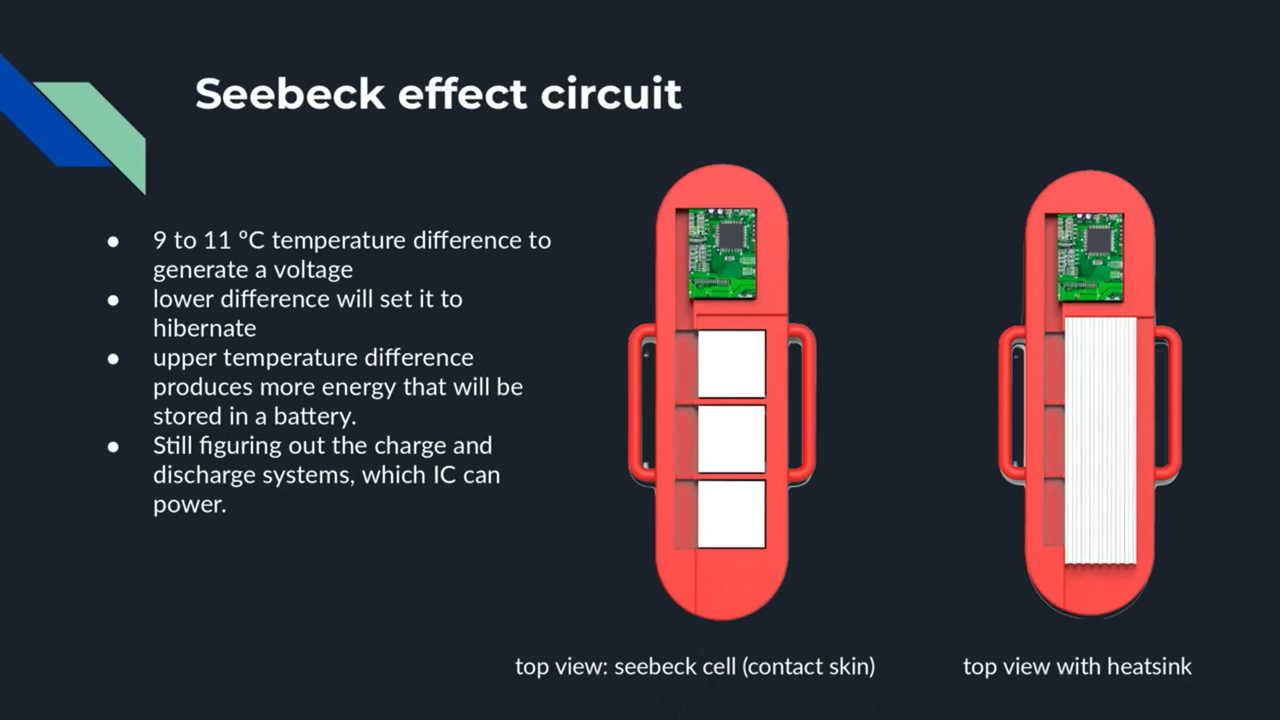 Seebeck effect circuit
● 9 to 11 ºC temperature difference to
generate a voltage
● lower difference will set it to
hibernate
● upper temperature difference
produces more energy that will be
stored in a battery.
● Still figuring out the charge and
discharge systems, which IC can
power.
top view: seebeck cell (contact skin)
top view with heatsink